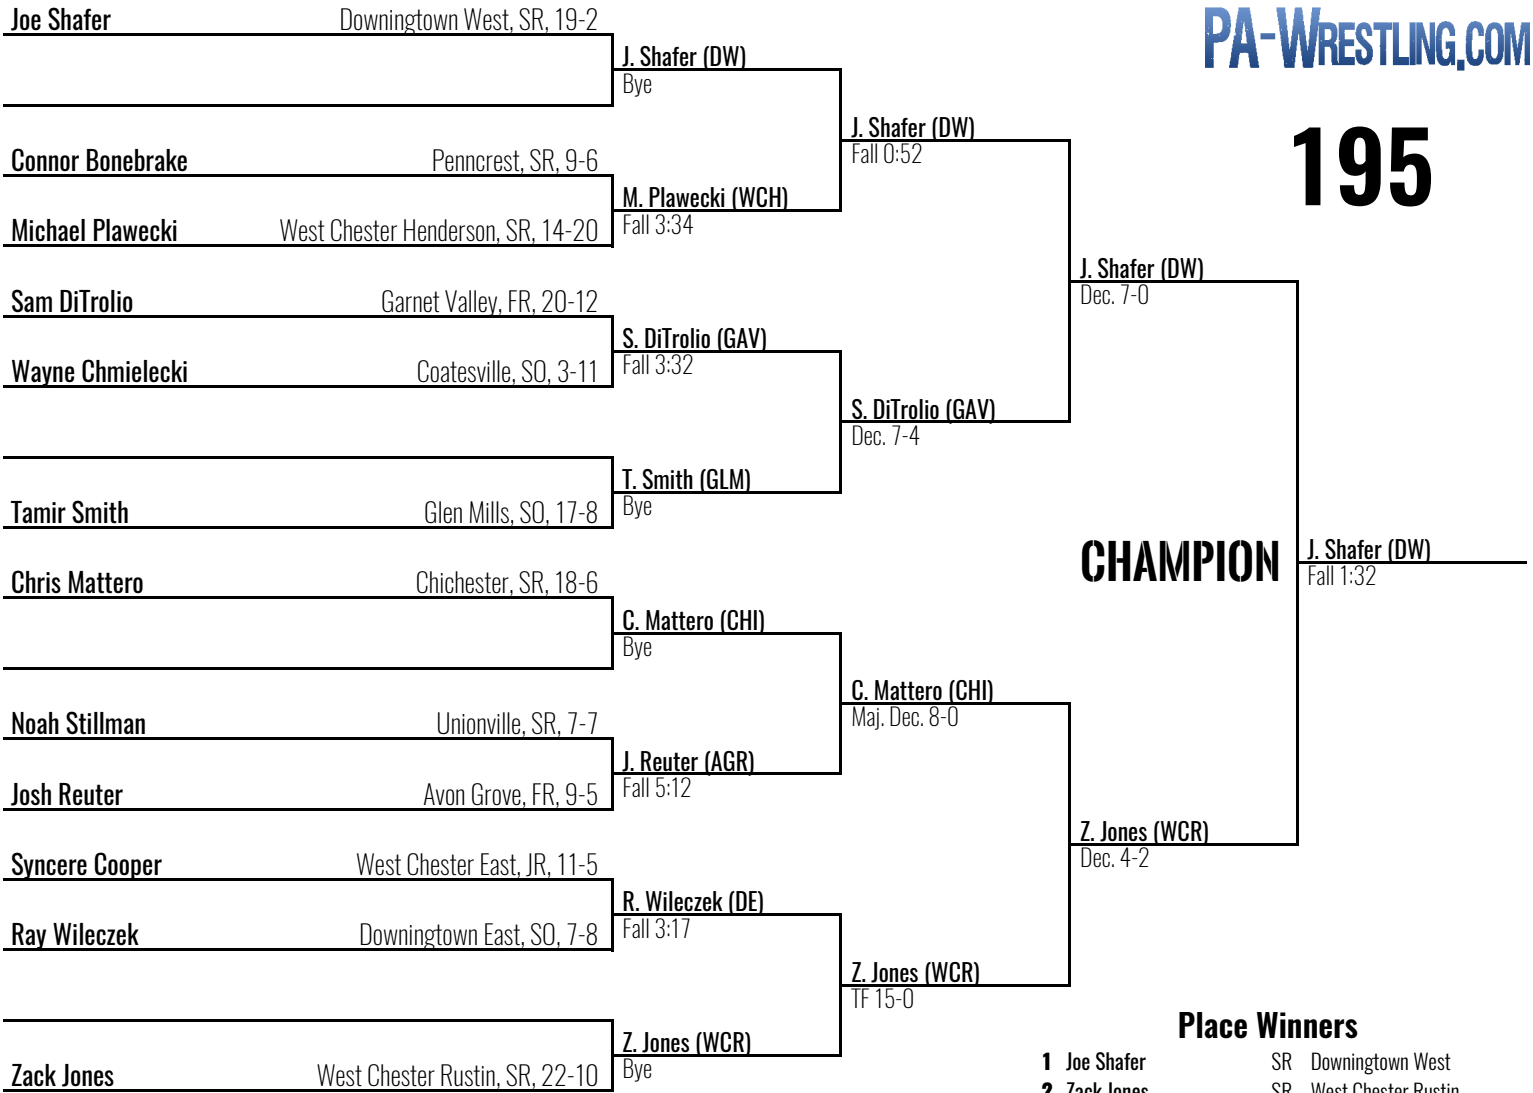 Joe Shafer Downingtown West, SR, 19-2
PA-WRESTLING.COM
J. Shafer (DW)
Bye
195
J. Shafer (DW)
Fall 0:52
Connor Bonebrake Penncrest, SR, 9-6
M. Plawecki (WCH)
Fall 3:34
Michael Plawecki West Chester Henderson, SR, 14-20
J. Shafer (DW)
Dec. 7-0
Sam DiTrolio Garnet Valley, FR, 20-12
S. DiTrolio (GAV)
Fall 3:32
Wayne Chmielecki Coatesville, SO, 3-11
S. DiTrolio (GAV)
Dec. 7-4
T. Smith (GLM)
Bye
Tamir Smith Glen Mills, SO, 17-8
CHAMPION
J. Shafer (DW)
Fall 1:32
Chris Mattero Chichester, SR, 18-6
C. Mattero (CHI)
Bye
C. Mattero (CHI)
Maj. Dec. 8-0
Noah Stillman Unionville, SR, 7-7
J. Reuter (AGR)
Fall 5:12
Josh Reuter Avon Grove, FR, 9-5
Z. Jones (WCR)
Dec. 4-2
Syncere Cooper West Chester East, JR, 11-5
R. Wileczek (DE)
Fall 3:17
Ray Wileczek Downingtown East, SO, 7-8
Z. Jones (WCR)
TF 15-0
Z. Jones (WCR)
Bye
Zack Jones West Chester Rustin, SR, 22-10
Place Winners
1 Joe Shafer SR Downingtown West
2 Zack Jones SR West Chester Rustin